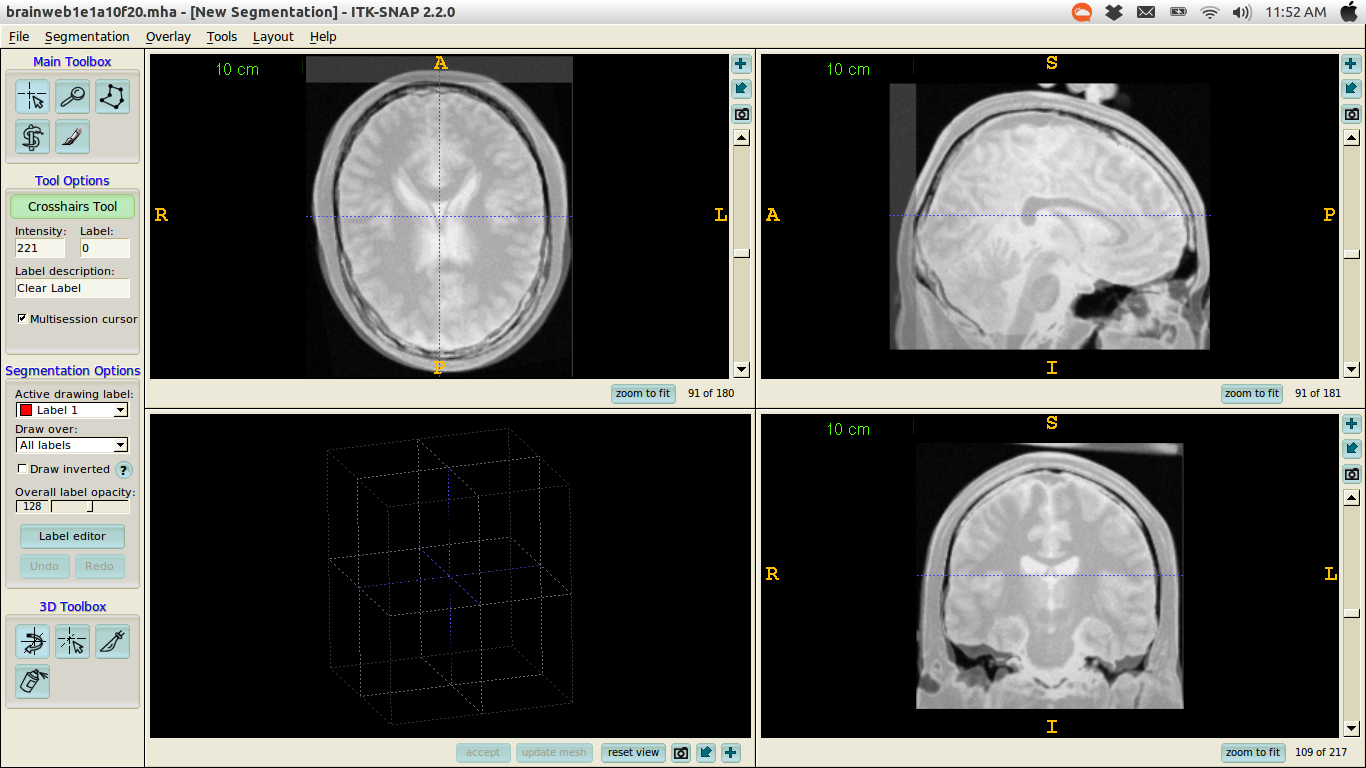 brainweb1e1a10f20.mha - [New Segmentation] - ITK-SNAP 2.2.0
11:52 AM
File Segmentation Overlay Tools Layout Help
Main Toolbox
Tool Options
Crosshairs Tool
Intensity: Label:
221 0
Label description:
Clear Label
Multisession cursor
Segmentation Options
Active drawing label:
Label 1
Draw over:
All labels
Draw inverted ?
Overall label opacity:
128
Label editor
Undo Redo
3D Toolbox
10 cm
A
R
L
P
zoom to fit 91 of 180
10 cm
S
A
P
I
zoom to fit 91 of 181
accept update mesh reset view
10 cm
S
R
L
I
zoom to fit 109 of 217